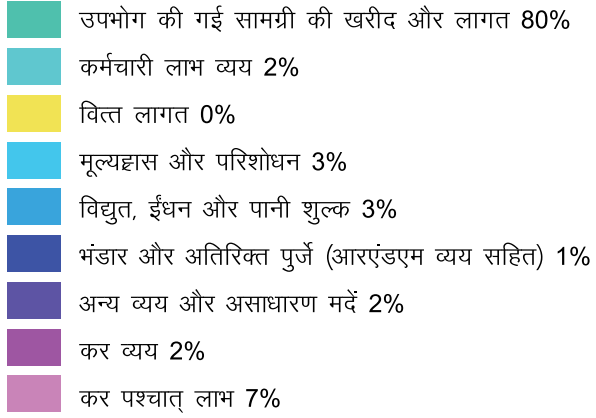 उपभोग की गई सामग्री की खरीद और लागत 80%
कर्मचारी लाभ व्यय 2%
वित्त लागत 0%
मूल्यह्रास और परिशोधन 3%
विद्युत, ईंधन और पानी शुल्क 3%
भंडार और अतिरिक्त पुर्जे (आरएंडएम व्यय सहित) 1%
अन्य व्यय और असाधारण मदें 2%
कर व्यय 2%
कर पश्चात् लाभ 7%